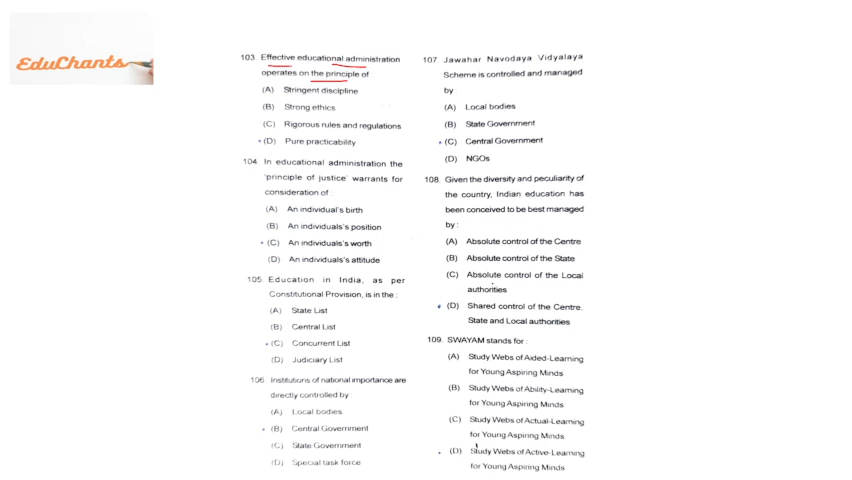 EduChants
103. Effective educational administration
operates on the principle of
(A) Stringent discipline
(B) Strong ethics
(C) Rigorous rules and regulations
(D) Pure practicability
104. In educational administration the
'principle of justice' warrants for
consideration of :
(A) An individual's birth
(B) An individuals's position
(C) An individuals's worth
(D) An individuals's attitude
105. Education in India, as per
Constitutional Provision, is in the :
(A) State List
(B) Central List
(C) Concurrent List
(D) Judiciary List
106. Institutions of national importance are
directly controlled by :
(A) Local bodies
(B) Central Government
(C) State Government
(D) Special task force
107. Jawahar Navodaya Vidyalaya
Scheme is controlled and managed
by :
(A) Local bodies
(B) State Government
(C) Central Government
(D) NGOs
108. Given the diversity and peculiarity of
the country, Indian education has
been conceived to be best managed
by :
(A) Absolute control of the Centre
(B) Absolute control of the State
(C) Absolute control of the Local
authorities
(D) Shared control of the Centre,
State and Local authorities
109. SWAYAM stands for :
(A) Study Webs of Aided-Learning
for Young Aspiring Minds
(B) Study Webs of Ability-Learning
for Young Aspiring Minds
(C) Study Webs of Actual-Learning
for Young Aspiring Minds
(D) Study Webs of Active-Learning
for Young Aspiring Minds